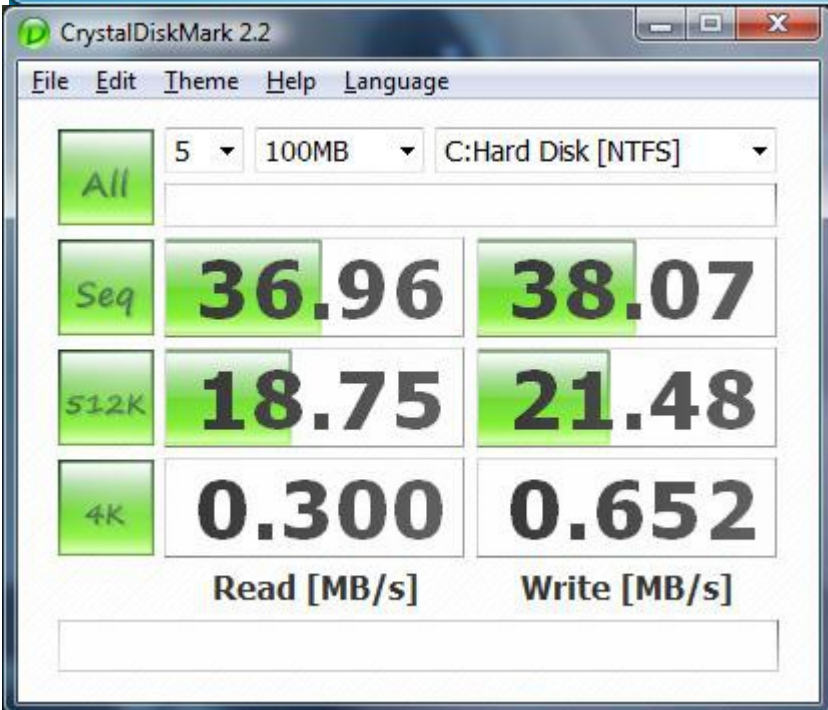 CrystalDiskMark 2.2
File Edit Theme Help Language
All 5 100MB C:Hard Disk [NTFS]
Seq 36.96 38.07
512K 18.75 21.48
4K 0.300 0.652
Read [MB/s] Write [MB/s]